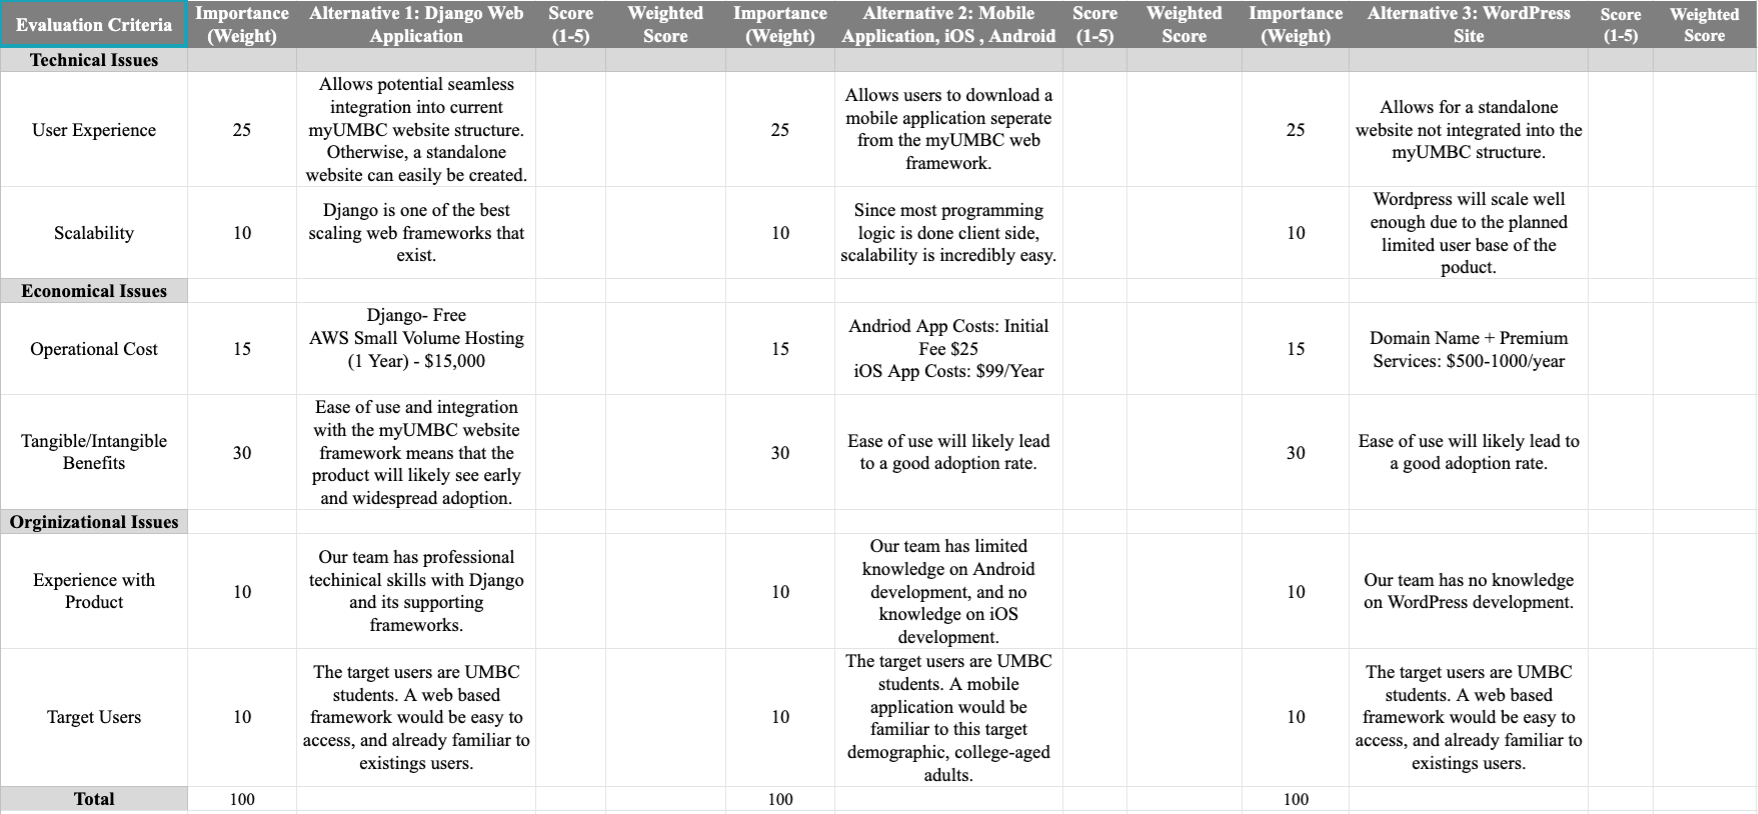 Evaluation Criteria
Importance
(Weight)
Alternative 1: Django Web
Application
Score
(1-5)
Weighted
Score
Importance
(Weight)
Alternative 2: Mobile
Application, iOS , Android
Score
(1-5)
Weighted
Score
Importance
(Weight)
Alternative 3: WordPress
Site
Score
(1-5)
Weighted
Score
Technical Issues
User Experience
25
Allows potential seamless
integration into current
myUMBC website structure.
Otherwise, a standalone
website can easily be created.
25
Allows users to download a
mobile application seperate
from the myUMBC web
framework.
25
Allows for a standalone
website not integrated into the
myUMBC structure.
Scalability
10
Django is one of the best
scaling web frameworks that
exist.
10
Since most programming
logic is done client side,
scalability is incredibly easy.
10
Wordpress will scale well
enough due to the planned
limited user base of the
poduct.
Economical Issues
Operational Cost
15
Django- Free
AWS Small Volume Hosting
(1 Year) - $15,000
15
Andriod App Costs: Initial
Fee $25
iOS App Costs: $99/Year
15
Domain Name + Premium
Services: $500-1000/year
Tangible/Intangible
Benefits
30
Ease of use and integration
with the myUMBC website
framework means that the
product will likely see early
and widespread adoption.
30
Ease of use will likely lead
to a good adoption rate.
30
Ease of use will likely lead to
a good adoption rate.
Orginizational Issues
Experience with
Product
10
Our team has professional
techinical skills with Django
and its supporting
frameworks.
10
Our team has limited
knowledge on Android
development, and no
knowledge on iOS
development.
10
Our team has no knowledge
on WordPress development.
Target Users
10
The target users are UMBC
students. A web based
framework would be easy to
access, and already familiar to
existings users.
10
The target users are UMBC
students. A mobile
application would be
familiar to this target
demographic, college-aged
adults.
10
The target users are UMBC
students. A web based
framework would be easy to
access, and already familiar to
existings users.
Total
100
100
100